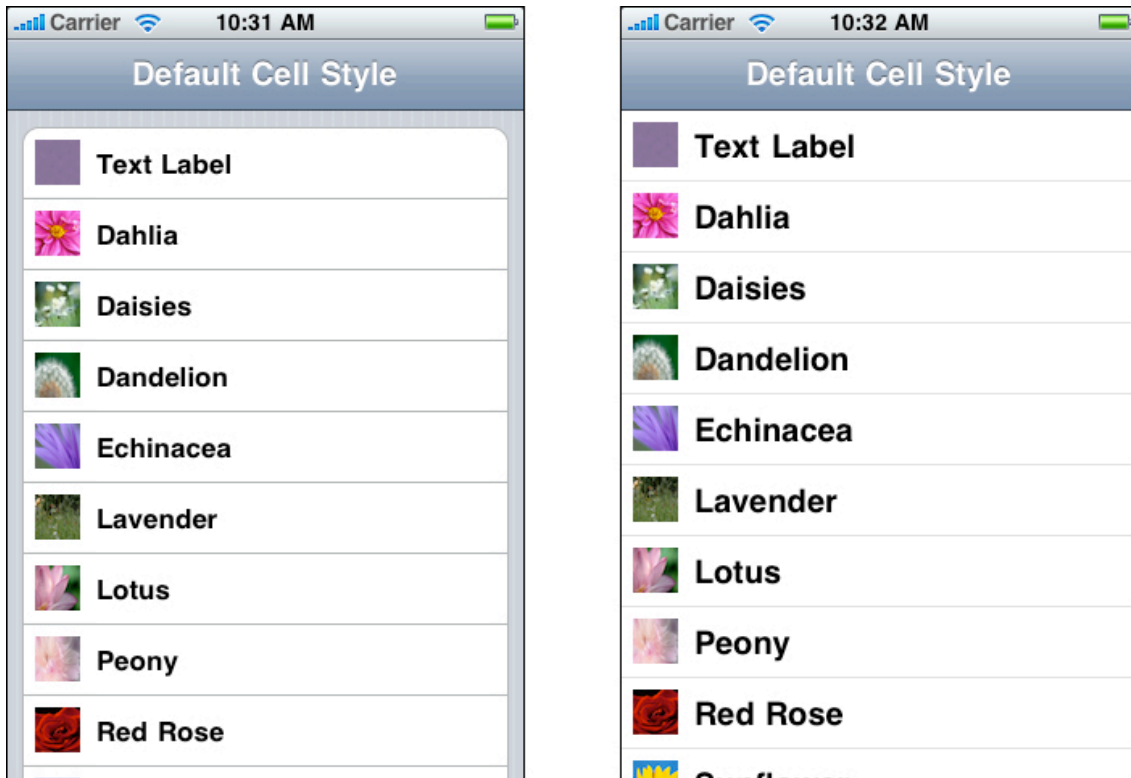 Carrier 10:31 AM
Default Cell Style
Text Label
Dahlia
Daisies
Dandelion
Echinacea
Lavender
Lotus
Peony
Red Rose
Carrier 10:32 AM
Default Cell Style
Text Label
Dahlia
Daisies
Dandelion
Echinacea
Lavender
Lotus
Peony
Red Rose